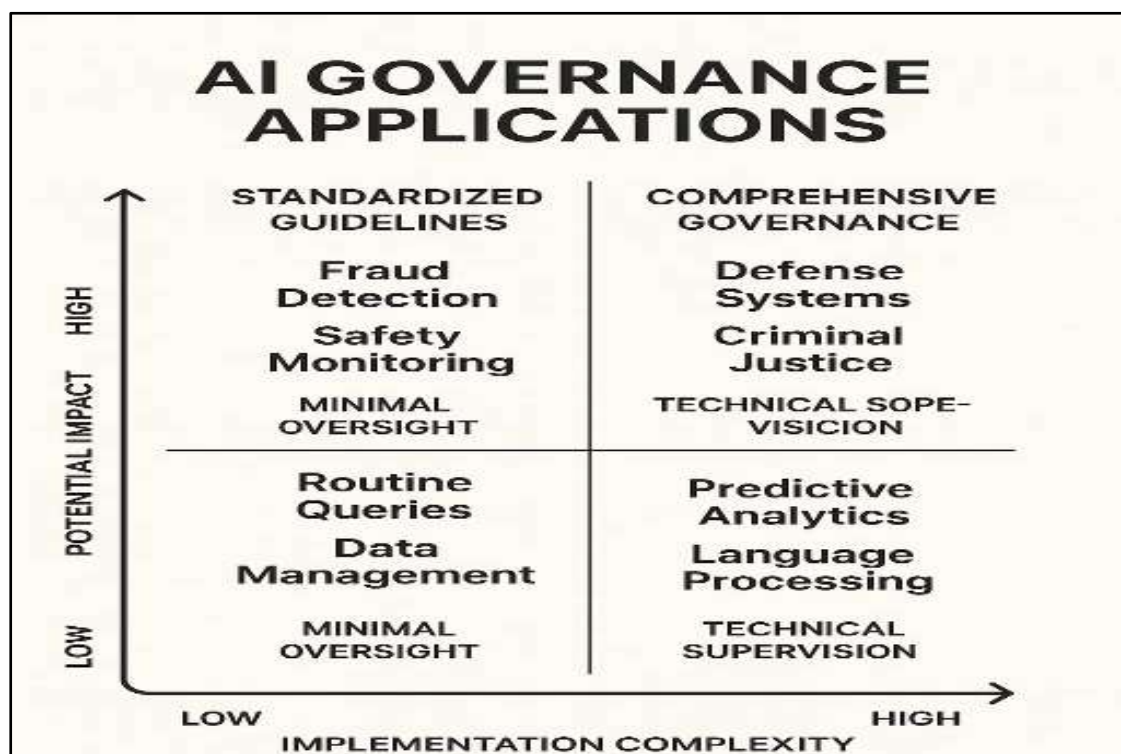 AI GOVERNANCE
APPLICATIONS
STANDARDIZED
GUIDELINES
Fraud
Detection
Safety
Monitoring
MINIMAL
OVERSIGHT
COMPREHENSIVE
GOVERNANCE
Defense
Systems
Criminal
Justice
TECHNICAL SOPE-
VISICION
Routine
Queries
Data
Management
MINIMAL
OVERSIGHT
Predictive
Analytics
Language
Processing
TECHNICAL
SUPERVISION
HIGH
POTENTIAL IMPACT
LOW
LOW
HIGH
IMPLEMENTATION COMPLEXITY